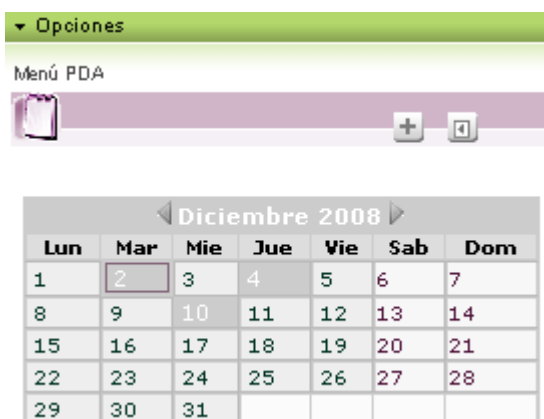 Opciones
Menú PDA
Diciembre 2008
Lun Mar Mie Jue Vie Sab Dom
1 2 3 4 5 6 7
8 9 10 11 12 13 14
15 16 17 18 19 20 21
22 23 24 25 26 27 28
29 30 31